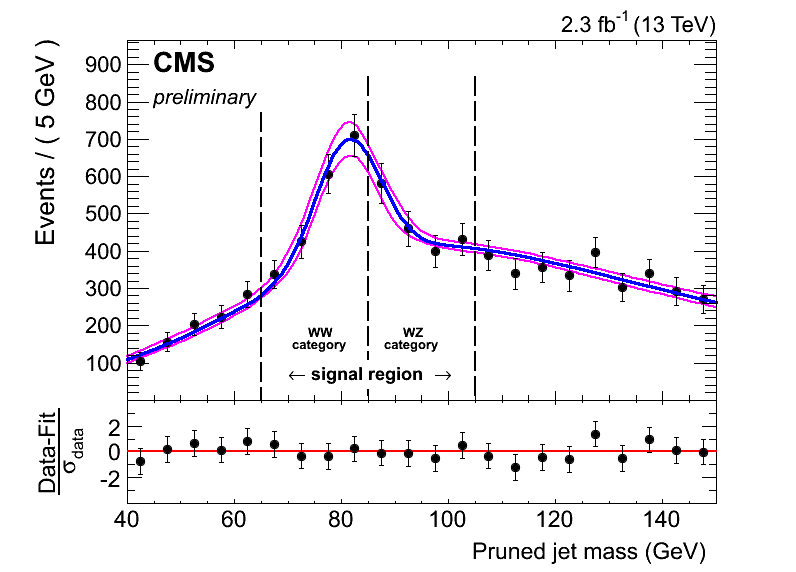 2.3 fb-1 (13 TeV)
CMS
preliminary
Events / ( 5 GeV )
900
800
700
600
500
400
300
200
100
WW
category
WZ
category
← signal region →
Data-Fit
σdata
2
0
-2
40
60
80
100
120
140
Pruned jet mass (GeV)